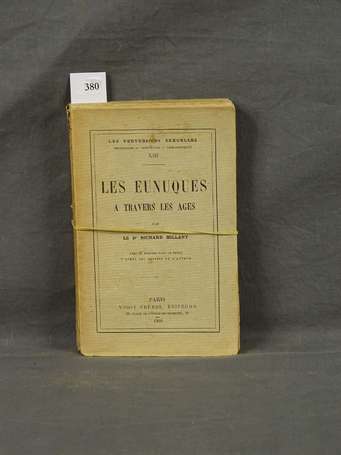 380
LES PERVERSIONS SEXUELLES
XIII
LES EUNUQUES
A TRAVERS LES AGES
PAR
LE Dr RICHARD MILLANT
PARIS
VIGOT FRÈRES, ÉDITEURS